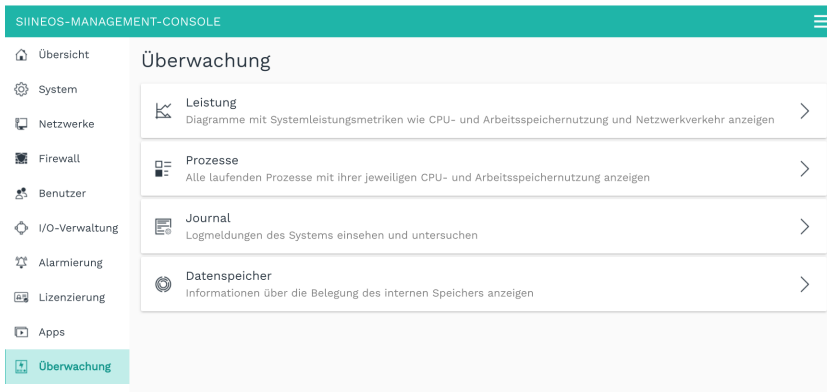 SIINEOS-MANAGEMENT-CONSOLE
Übersicht
System
Netzwerke
Firewall
Benutzer
I/O-Verwaltung
Alarmierung
Lizenzierung
Apps
Überwachung
Überwachung
Leistung
Diagramme mit Systemleistungsmetriken wie CPU- und Arbeitsspeichernutzung und Netzwerkverkehr anzeigen
Prozesse
Alle laufenden Prozesse mit ihrer jeweiligen CPU- und Arbeitsspeichernutzung anzeigen
Journal
Logmeldungen des Systems einsehen und untersuchen
Datenspeicher
Informationen über die Belegung des internen Speichers anzeigen